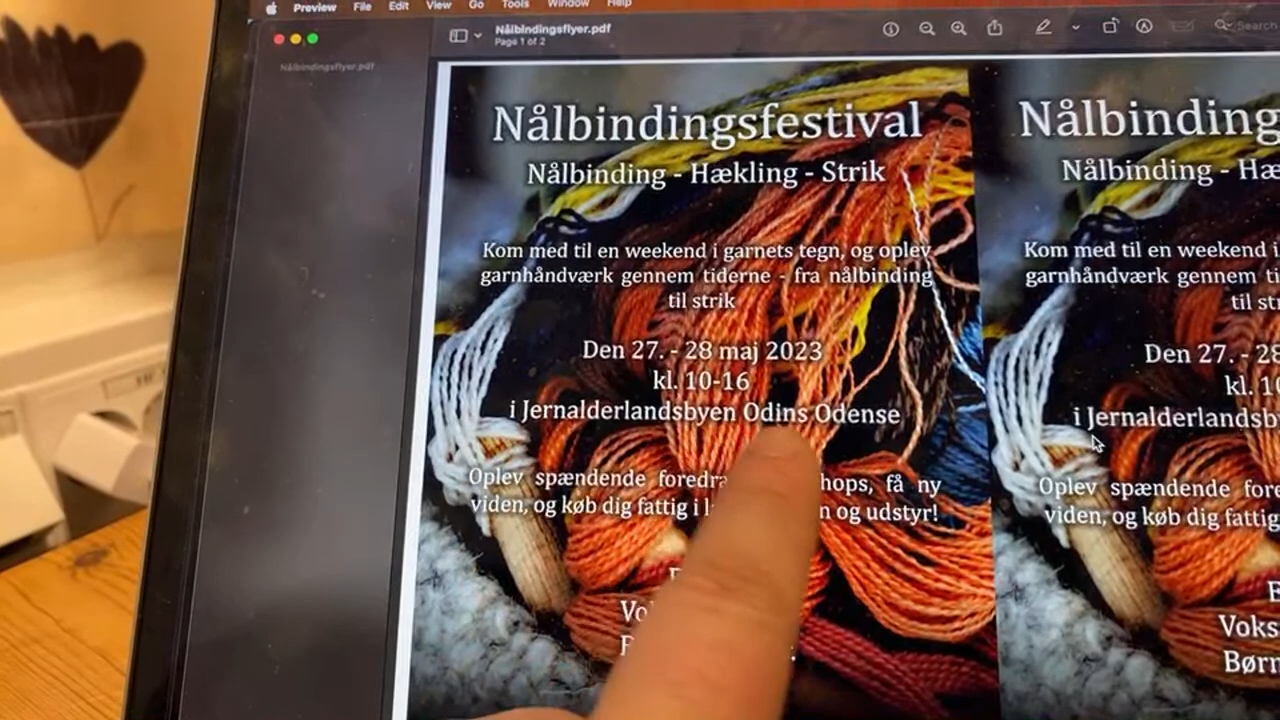 Preview File Edit View Go Tools Window Help
Nålbindingsflyer.pdf
Page 1 of 2
Search
Nålbindingsflyer.pdf
Nålbindingsfestival
Nålbinding - Hækling - Strik
Kom med til en weekend i garnets tegn, og oplev
garnhåndværk gennem tiderne - fra nålbinding
til strik
Den 27. - 28 maj 2023
kl. 10-16
i Jernalderlandsbyen Odins Odense
Oplev spændende foredra hops, få ny
viden, og køb dig fattig i l n og udstyr!
Nålbinding
Nålbinding - Hæ
Kom med til en weekend i
garnhåndværk gennem ti
til st
Den 27. - 28
kl. 10
i Jernalderlandsb
Oplev spændende fore
viden, og køb dig fattig
E
Voks
Børn